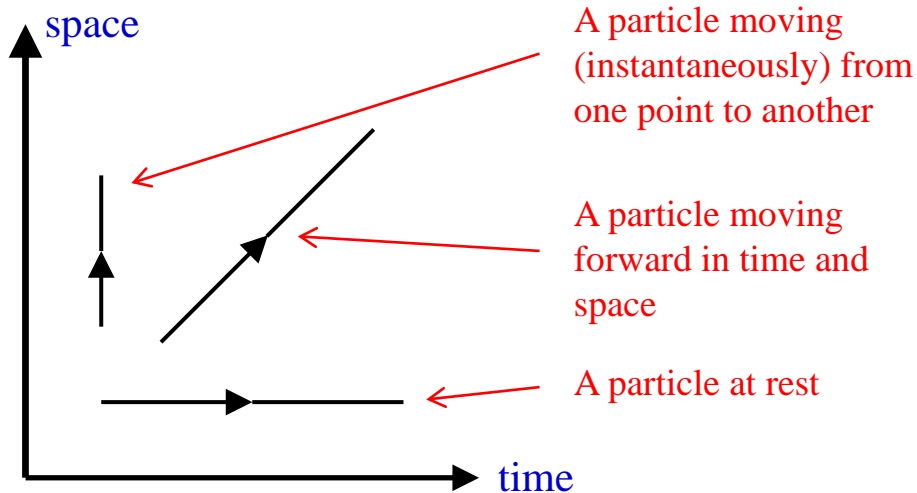 space
A particle moving
(instantaneously) from
one point to another
A particle moving
forward in time and
space
A particle at rest
time